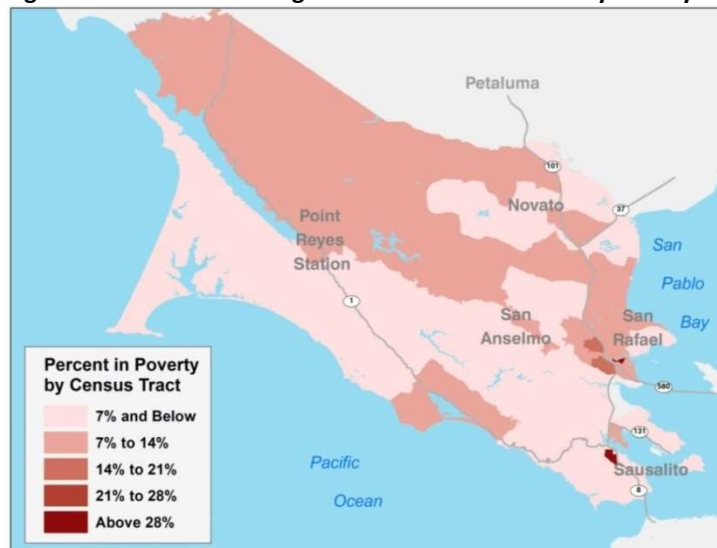 Petaluma
101
Novato
37
San
Pablo
Bay
Point
Reyes
Station
1
San
Anselmo
San
Rafael
580
131
Sausalito
Pacific
Ocean
Percent in Poverty
by Census Tract
7% and Below
7% to 14%
14% to 21%
21% to 28%
Above 28%